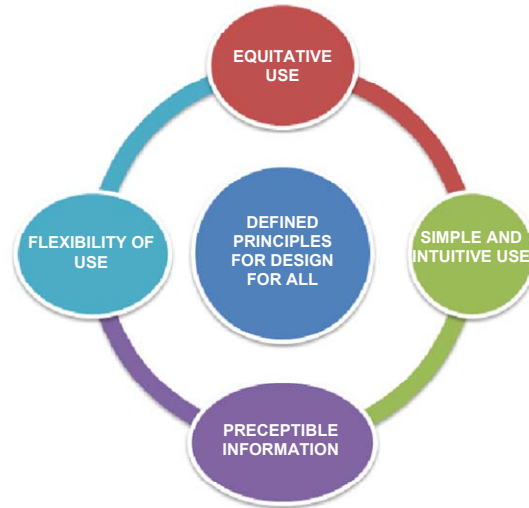 EQUITATIVE
USE
FLEXIBILITY OF
USE
DEFINED
PRINCIPLES
FOR DESIGN
FOR ALL
SIMPLE AND
INTUITIVE USE
PRECEPTIBLE
INFORMATION